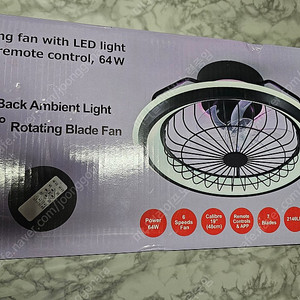 ng fan with LED light
remote control, 64W
Back Ambient Light
° Rotating Blade Fan
Power
64W
6
Speeds
Fan
Calibre
19"
(48cm)
Remote
Controls
& APP
Blades
2140L